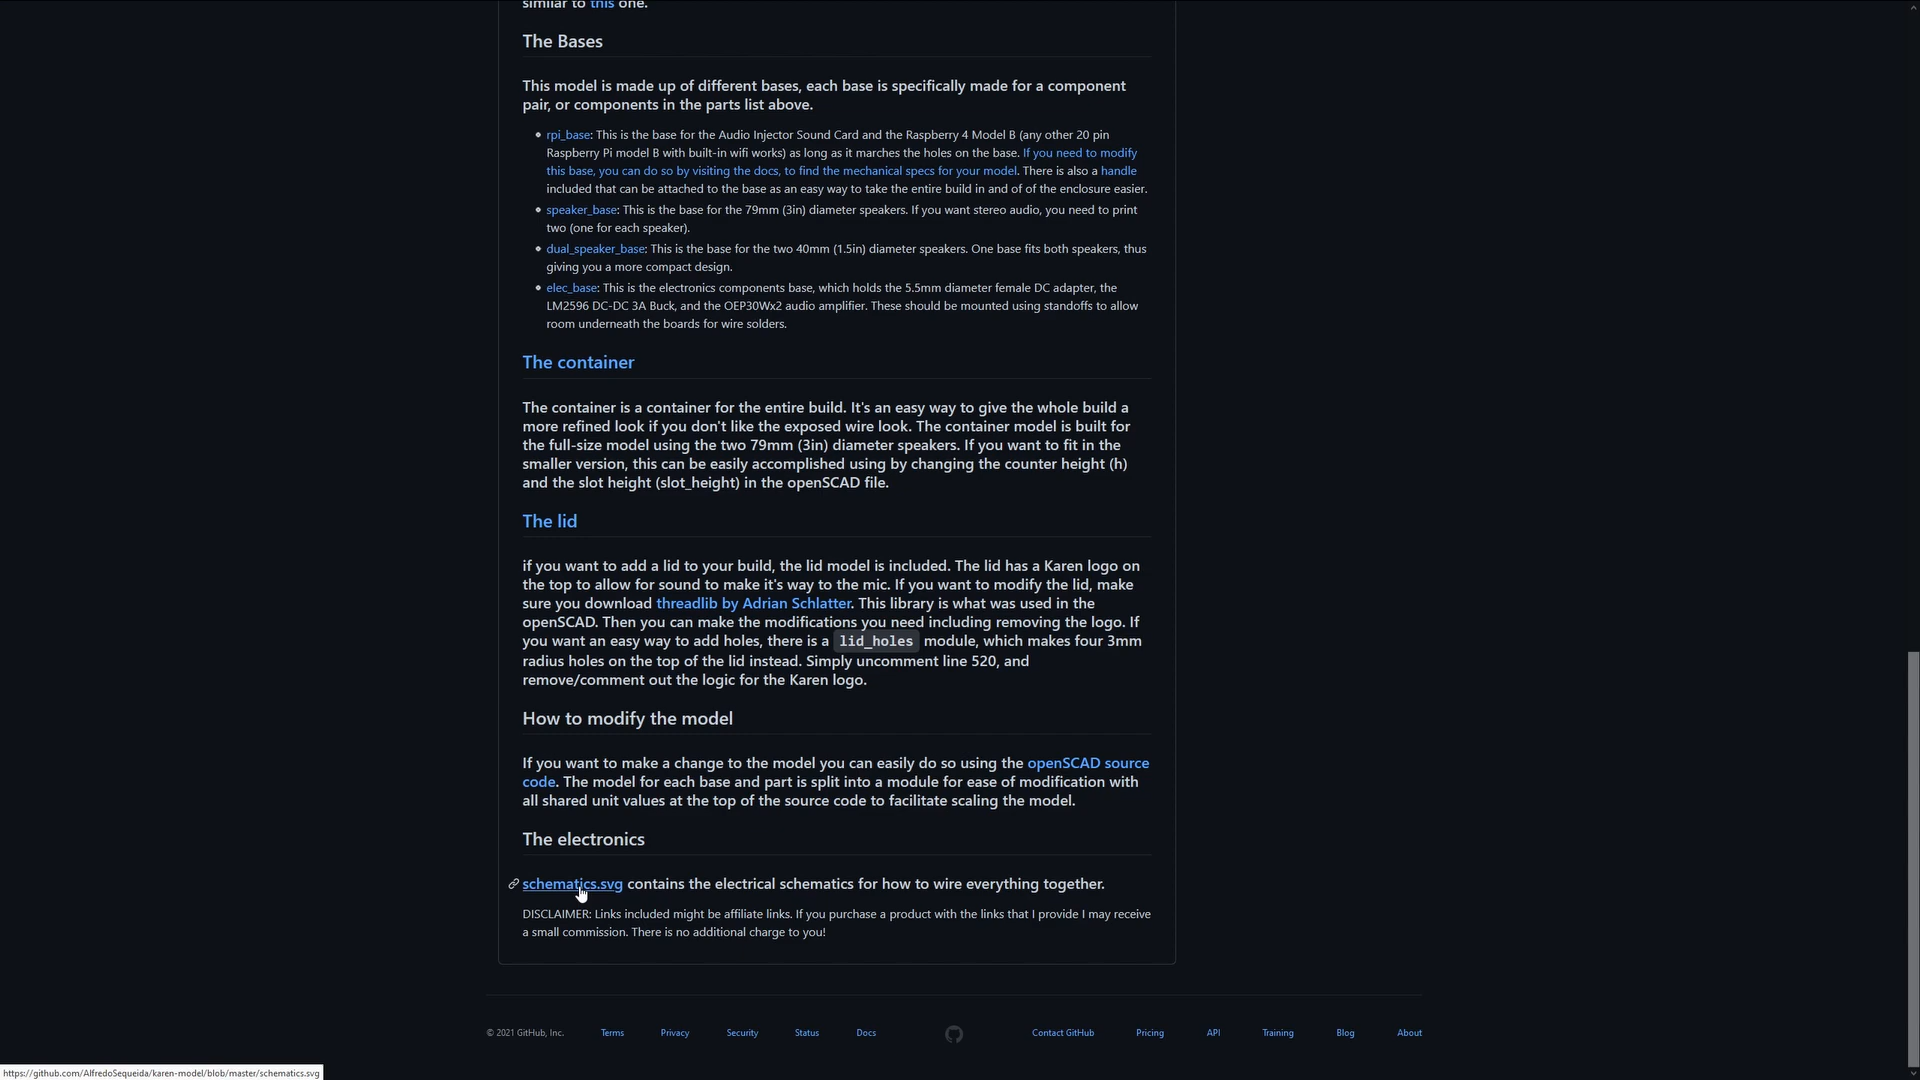 similar to this one.
The Bases
This model is made up of different bases, each base is specifically made for a component
pair, or components in the parts list above.
rpi_base: This is the base for the Audio Injector Sound Card and the Raspberry 4 Model B (any other 20 pin
Raspberry Pi model B with built-in wifi works) as long as it marches the holes on the base. If you need to modify
this base, you can do so by visiting the docs, to find the mechanical specs for your model. There is also a handle
included that can be attached to the base as an easy way to take the entire build in and of of the enclosure easier.
speaker_base: This is the base for the 79mm (3in) diameter speakers. If you want stereo audio, you need to print
two (one for each speaker).
dual_speaker_base: This is the base for the two 40mm (1.5in) diameter speakers. One base fits both speakers, thus
giving you a more compact design.
elec_base: This is the electronics components base, which holds the 5.5mm diameter female DC adapter, the
LM2596 DC-DC 3A Buck, and the OEP30Wx2 audio amplifier. These should be mounted using standoffs to allow
room underneath the boards for wire solders.
The container
The container is a container for the entire build. It's an easy way to give the whole build a
more refined look if you don't like the exposed wire look. The container model is built for
the full-size model using the two 79mm (3in) diameter speakers. If you want to fit in the
smaller version, this can be easily accomplished using by changing the counter height (h)
and the slot height (slot_height) in the openSCAD file.
The lid
if you want to add a lid to your build, the lid model is included. The lid has a Karen logo on
the top to allow for sound to make it's way to the mic. If you want to modify the lid, make
sure you download threadlib by Adrian Schlatter. This library is what was used in the
openSCAD. Then you can make the modifications you need including removing the logo. If
you want an easy way to add holes, there is a lid_holes module, which makes four 3mm
radius holes on the top of the lid instead. Simply uncomment line 520, and
remove/comment out the logic for the Karen logo.
How to modify the model
If you want to make a change to the model you can easily do so using the openSCAD source
code. The model for each base and part is split into a module for ease of modification with
all shared unit values at the top of the source code to facilitate scaling the model.
The electronics
schematics.svg contains the electrical schematics for how to wire everything together.
DISCLAIMER: Links included might be affiliate links. If you purchase a product with the links that I provide I may receive
a small commission. There is no additional charge to you!
© 2021 GitHub, Inc. Terms Privacy Security Status Docs Contact GitHub Pricing API Training Blog About
https://github.com/AlfredoSequeida/karen-model/blob/master/schematics.svg